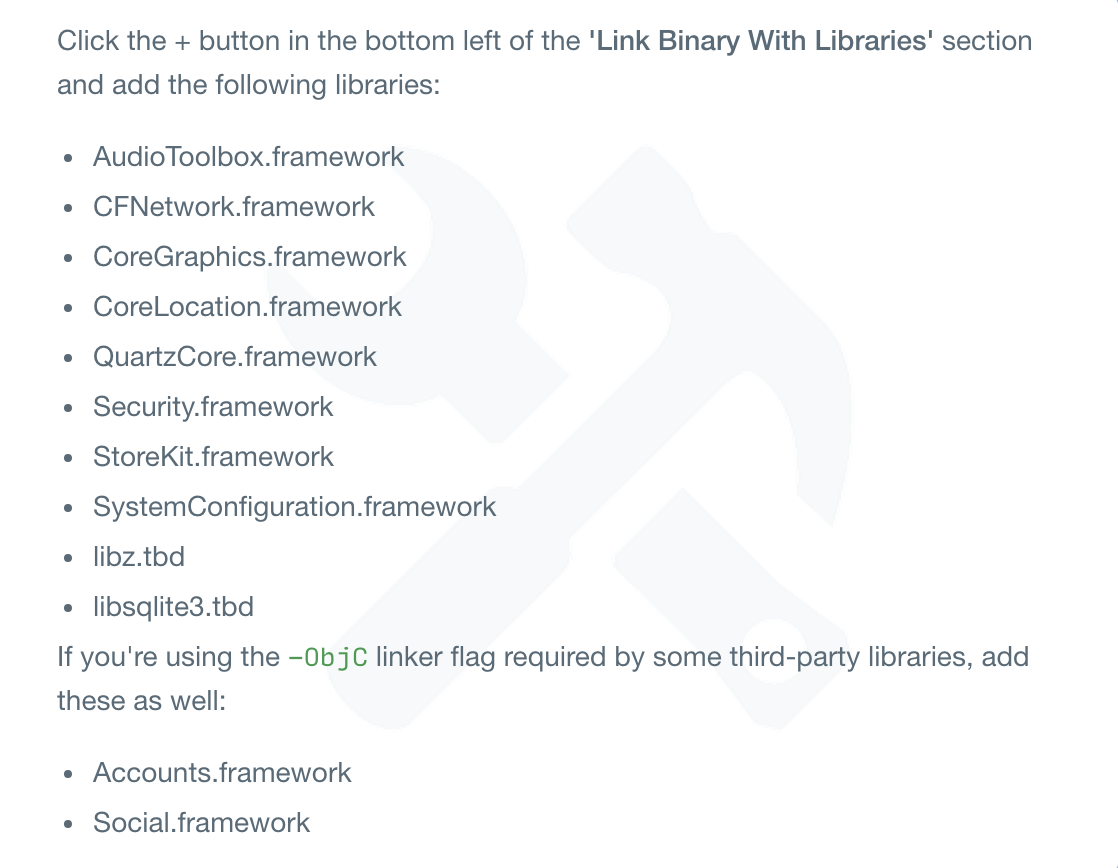 Click the + button in the bottom left of the 'Link Binary With Libraries' section
and add the following libraries:
• AudioToolbox.framework
• CFNetwork.framework
• CoreGraphics.framework
• CoreLocation.framework
• QuartzCore.framework
• Security.framework
• StoreKit.framework
• SystemConfiguration.framework
• libz.tbd
• libsqlite3.tbd
If you're using the -ObjC linker flag required by some third-party libraries, add
these as well:
• Accounts.framework
• Social.framework